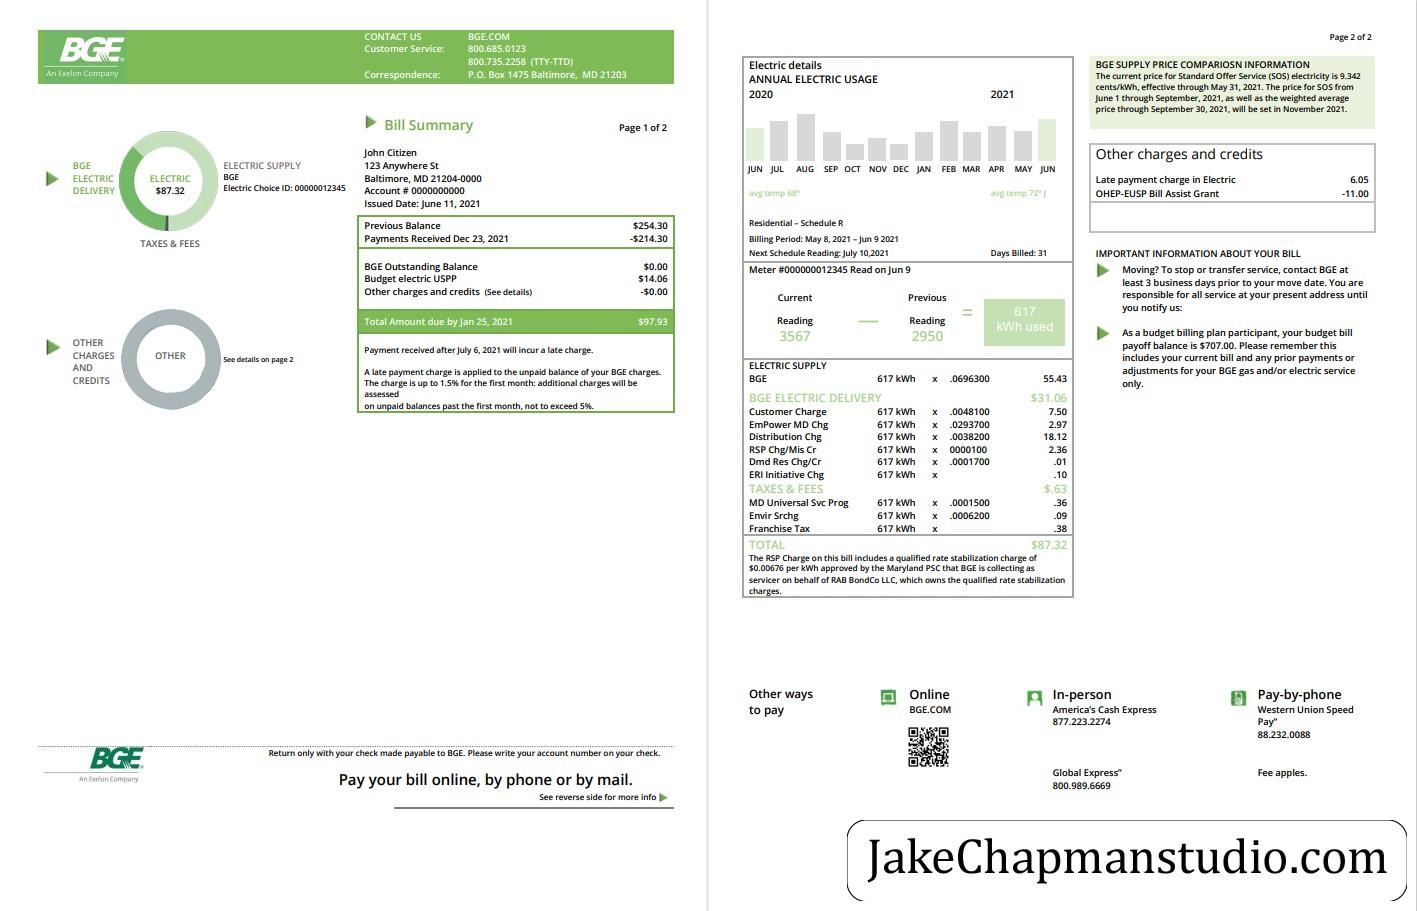 BGE
An Exelon Company
CONTACT US BGE.COM
Customer Service: 800.685.0123
800.735.2258 (TTY-TTD)
Correspondence: P.O. Box 1475 Baltimore, MD 21203
Bill Summary
Page 1 of 2
BGE
ELECTRIC
DELIVERY
ELECTRIC
$87.32
ELECTRIC SUPPLY
BGE
Electric Choice ID: 00000012345
TAXES & FEES
John Citizen
123 Anywhere St
Baltimore, MD 21204-0000
Account # 0000000000
Issued Date: June 11, 2021
Previous Balance $254.30
Payments Received Dec 23, 2021 -$214.30
BGE Outstanding Balance $0.00
Budget electric USPP $14.06
Other charges and credits (See details) -$0.00
Total Amount due by Jan 25, 2021 $97.93
OTHER
CHARGES
AND
CREDITS
OTHER
See details on page 2
Payment received after July 6, 2021 will incur a late charge.
A late payment charge is applied to the unpaid balance of your BGE charges.
The charge is up to 1.5% for the first month: additional charges will be
assessed
on unpaid balances past the first month, not to exceed 5%.
BGE
An Exelon Company
Return only with your check made payable to BGE. Please write your account number on your check.
Pay your bill online, by phone or by mail.
See reverse side for more info
Page 2 of 2
Electric details
ANNUAL ELECTRIC USAGE
2020 2021
JUN JUL AUG SEP OCT NOV DEC JAN FEB MAR APR MAY JUN
avg temp 68° avg temp 72° J
Residential – Schedule R
Billing Period: May 8, 2021 – Jun 9 2021
Next Schedule Reading: July 10,2021 Days Billed: 31
Meter #000000012345 Read on Jun 9
Current Previous
Reading — Reading = 617
3567 2950 kWh used
ELECTRIC SUPPLY
BGE 617 kWh x .0696300 55.43
BGE ELECTRIC DELIVERY $31.06
Customer Charge 617 kWh x .0048100 7.50
EmPower MD Chg 617 kWh x .0293700 2.97
Distribution Chg 617 kWh x .0038200 18.12
RSP Chg/Mis Cr 617 kWh x 0000100 2.36
Dmd Res Chg/Cr 617 kWh x .0001700 .01
ERI Initiative Chg 617 kWh x .10
TAXES & FEES $.63
MD Universal Svc Prog 617 kWh x .0001500 .36
Envir Srchg 617 kWh x .0006200 .09
Franchise Tax 617 kWh x .38
TOTAL $87.32
The RSP Charge on this bill includes a qualified rate stabilization charge of
$0.00676 per kWh approved by the Maryland PSC that BGE is collecting as
servicer on behalf of RAB BondCo LLC, which owns the qualified rate stabilization
charges.
BGE SUPPLY PRICE COMPARIOSN INFORMATION
The current price for Standard Offer Service (SOS) electricity is 9.342
cents/kWh, effective through May 31, 2021. The price for SOS from
June 1 through September, 2021, as well as the weighted average
price through September 30, 2021, will be set in November 2021.
Other charges and credits
Late payment charge in Electric 6.05
OHEP-EUSP Bill Assist Grant -11.00
IMPORTANT INFORMATION ABOUT YOUR BILL
Moving? To stop or transfer service, contact BGE at
least 3 business days prior to your move date. You are
responsible for all service at your present address until
you notify us:
As a budget billing plan participant, your budget bill
payoff balance is $707.00. Please remember this
includes your current bill and any prior payments or
adjustments for your BGE gas and/or electric service
only.
Other ways
to pay
Online
BGE.COM
In-person
America's Cash Express
877.223.2274
Global Express"
800.989.6669
Pay-by-phone
Western Union Speed
Pay"
88.232.0088
Fee applies.
JakeChapmanstudio.com